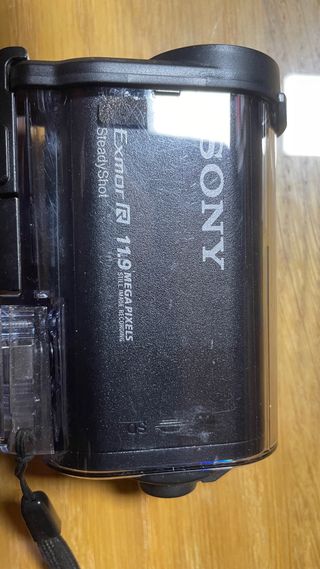 SONY
Exmor R 11.9 MEGA PIXELS
STILL IMAGE RECORDING
SteadyShot